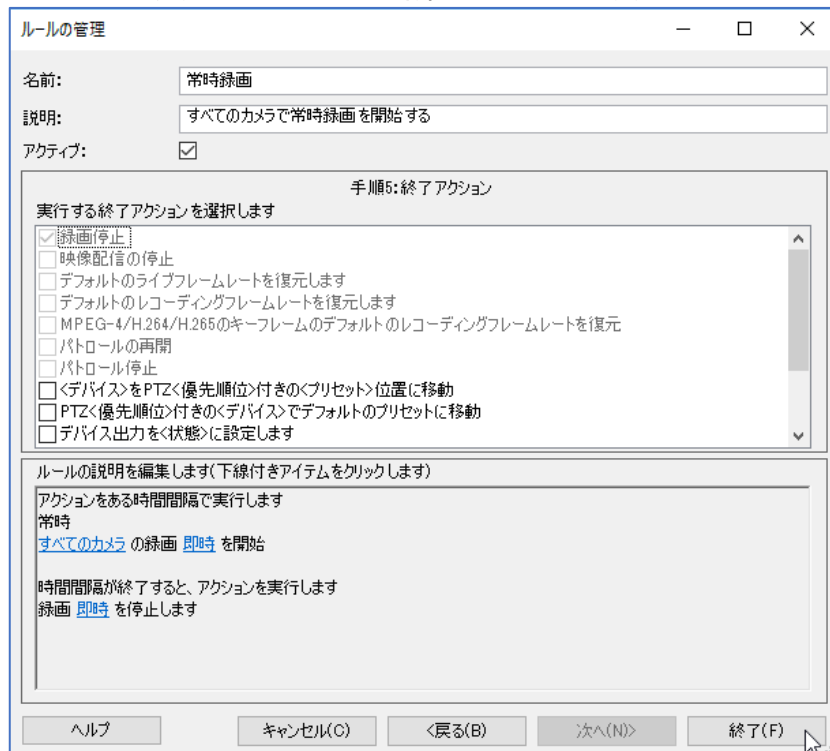 ルールの管理
名前: 常時録画
説明: すべてのカメラで常時録画を開始する
アクティブ:
手順5:終了アクション
実行する終了アクションを選択します
録画停止
映像配信の停止
デフォルトのライブフレームレートを復元します
デフォルトのレコーディングフレームレートを復元します
MPEG-4/H.264/H.265のキーフレームのデフォルトのレコーディングフレームレートを復元
パトロールの再開
パトロール停止
<デバイス>をPTZ<優先順位>付きの<プリセット>位置に移動
PTZ<優先順位>付きの<デバイス>でデフォルトのプリセットに移動
デバイス出力を<状態>に設定します
ルールの説明を編集します(下線付きアイテムをクリックします)
アクションをある時間間隔で実行します
常時
すべてのカメラ の録画 即時 を開始
時間間隔が終了すると、アクションを実行します
録画 即時 を停止します
ヘルプ キャンセル(C) <戻る(B) 次へ(N)> 終了(F)